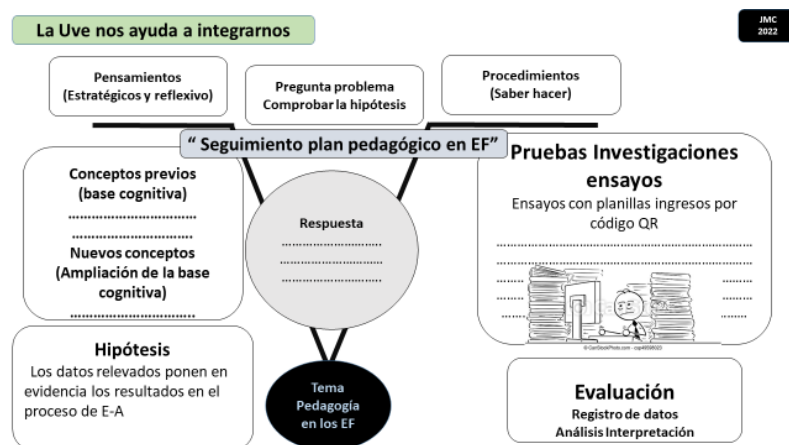 La Uve nos ayuda a integrarnos
JMC
2022
Pensamientos
(Estratégicos y reflexivo)
Pregunta problema
Comprobar la hipótesis
Procedimientos
(Saber hacer)
“ Seguimiento plan pedagógico en EF”
Conceptos previos
(base cognitiva)
Nuevos conceptos
(Ampliación de la base
cognitiva)
Respuesta
Pruebas Investigaciones
ensayos
Ensayos con planillas ingresos por
código QR
Hipótesis
Los datos relevados ponen en
evidencia los resultados en el
proceso de E-A
Tema
Pedagogía
en los EF
Evaluación
Registro de datos
Análisis Interpretación